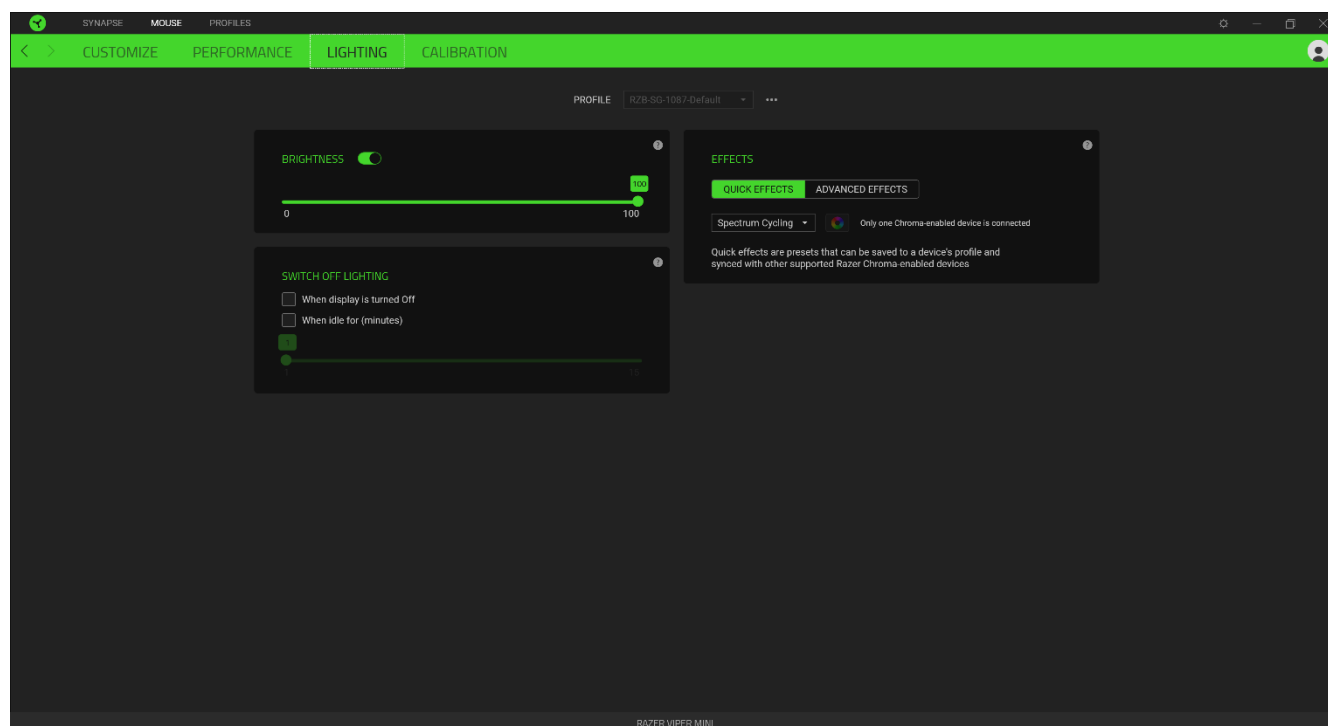 SYNAPSE MOUSE PROFILES
CUSTOMIZE PERFORMANCE LIGHTING CALIBRATION
PROFILE RZB-SG-1087-Default
BRIGHTNESS
100
0 100
SWITCH OFF LIGHTING
When display is turned Off
When idle for (minutes)
1
1 15
EFFECTS
QUICK EFFECTS ADVANCED EFFECTS
Spectrum Cycling Only one Chroma-enabled device is connected
Quick effects are presets that can be saved to a device's profile and
synced with other supported Razer Chroma-enabled devices
RAZER VIPER MINI